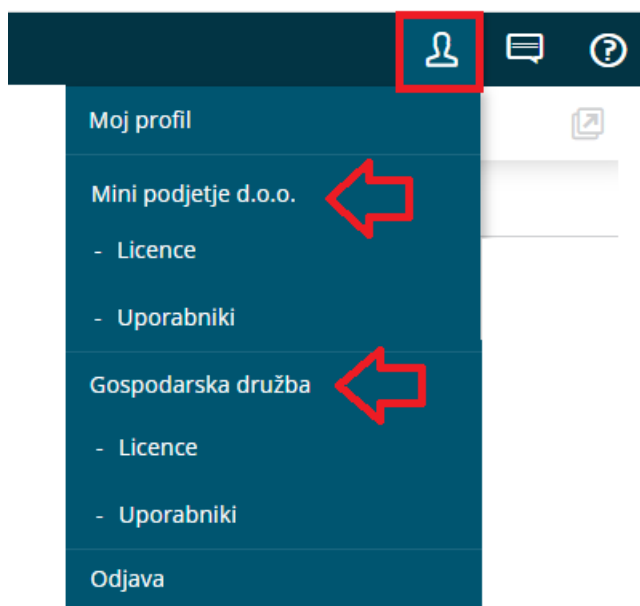 Moj profil
Mini podjetje d.o.o.
- Licence
- Uporabniki
Gospodarska družba
- Licence
- Uporabniki
Odjava